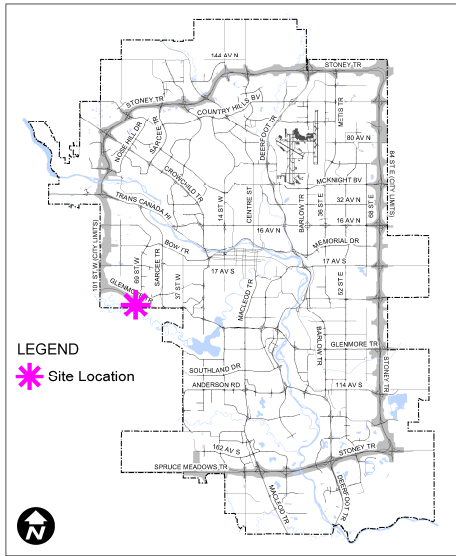 144 AV N
STONEY TR
STONEY TR
METIS TR
COUNTRY HILLS BV
NOSE HILL DR
SARCEE TR
DEERFOOT TR
80 AV N
84 ST E (CITY LIMITS)
CROWCHILD TR
MCKNIGHT BV
TRANS CANADA HI
14 ST W
CENTRE ST
BARLOW TR
36 ST E
32 AV N
68 ST E
16 AV N
16 AV N
101 ST W (CITY LIMITS)
BOW TR
MEMORIAL DR
69 ST W
SARCEE TR
37 ST W
17 AV S
17 AV S
52 ST E
GLENMORE TR
MACLEOD TR
BARLOW TR
GLENMORE TR
LEGEND
Site Location
SOUTHLAND DR
ANDERSON RD
114 AV S
STONEY TR
162 AV S
STONEY TR
SPRUCE MEADOWS TR
MACLEOD TR
DEERFOOT TR
N